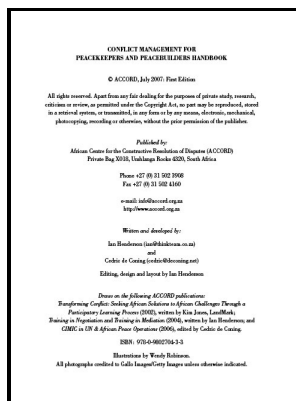 CONFLICT MANAGEMENT FOR
PEACEKEEPERS AND PEACEBUILDERS HANDBOOK
© ACCORD, July 2007: First Edition
All rights reserved. Apart from any fair dealing for the purposes of private study, research,
criticism or review, as permitted under the Copyright Act, no part may be reproduced, stored
in a retrieval system, or transmitted, in any form or by any means, electronic, mechanical,
photocopying, recording or otherwise, without the prior permission of the publisher.
Published by:
African Centre for the Constructive Resolution of Disputes (ACCORD)
Private Bag X018, Umhlanga Rocks 4320, South Africa
Phone +27 (0) 31 502 3908
Fax +27 (0) 31 502 4160
e-mail: info@accord.org.za
http://www.accord.org.za
Written and developed by:
Ian Henderson (ian@thinkteam.co.za)
and
Cedric de Coning (cedric@deconing.net)
Editing, design and layout by Ian Henderson
Draws on the following ACCORD publications:
Transforming Conflict: Seeking African Solutions to African Challenges Through a
Participatory Learning Process (2002), written by Kim Jones, LandMark;
Training in Negotiation and Training in Mediation (2004), written by Ian Henderson; and
CIMIC in UN & African Peace Operations (2006), edited by Cedric de Coning.
ISBN: 978-0-9802704-3-3
Illustrations by Wendy Robinson.
All photographs credited to Gallo Images/Getty Images unless otherwise indicated.